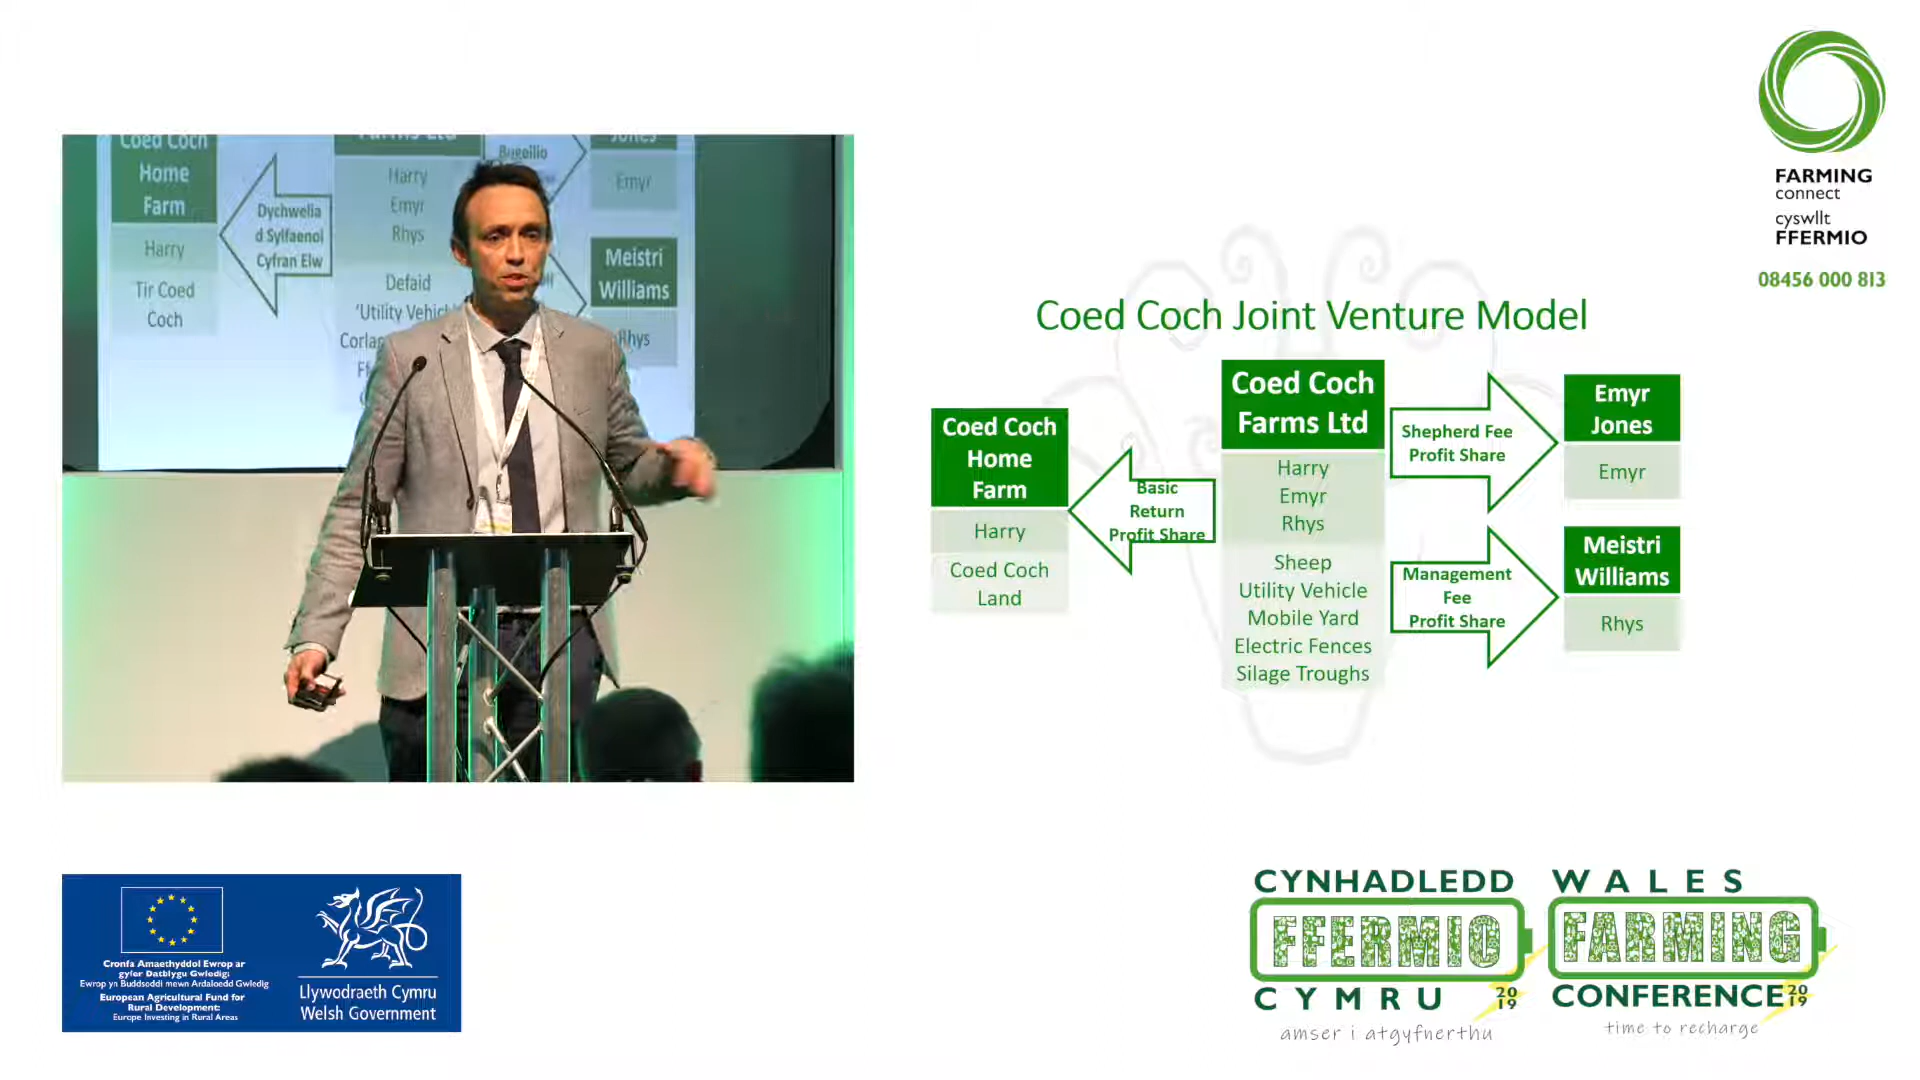 Coed Coch
Home
Farm
Harry
Tir Coed
Coch
Dychwelia
d Sylfaenol
Cyfran Elw
Farms Ltd
Harry
Emyr
Rhys
Defaid
'Utility Vehicl
Corla
Bugeilio
Jones
Emyr
Meistri
Williams
Rhys
FARMING
connect
cyswllt
FFERMIO
08456 000 813
Coed Coch Joint Venture Model
Coed Coch
Home
Farm
Harry
Coed Coch
Land
Basic
Return
Profit Share
Coed Coch
Farms Ltd
Harry
Emyr
Rhys
Sheep
Utility Vehicle
Mobile Yard
Electric Fences
Silage Troughs
Shepherd Fee
Profit Share
Emyr
Jones
Emyr
Management
Fee
Profit Share
Meistri
Williams
Rhys
Cronfa Amaethyddol Ewrop ar
gyfer Datblygu Gwledig:
Ewrop yn Buddsoddi mewn Ardaloedd Gwledig
European Agricultural Fund for
Rural Development:
Europe Investing in Rural Areas
Llywodraeth Cymru
Welsh Government
CYNHADLEDD
FFERMIO
CYMRU 2019
amser i atgyfnerthu
WALES
FARMING
CONFERENCE 2019
time to recharge